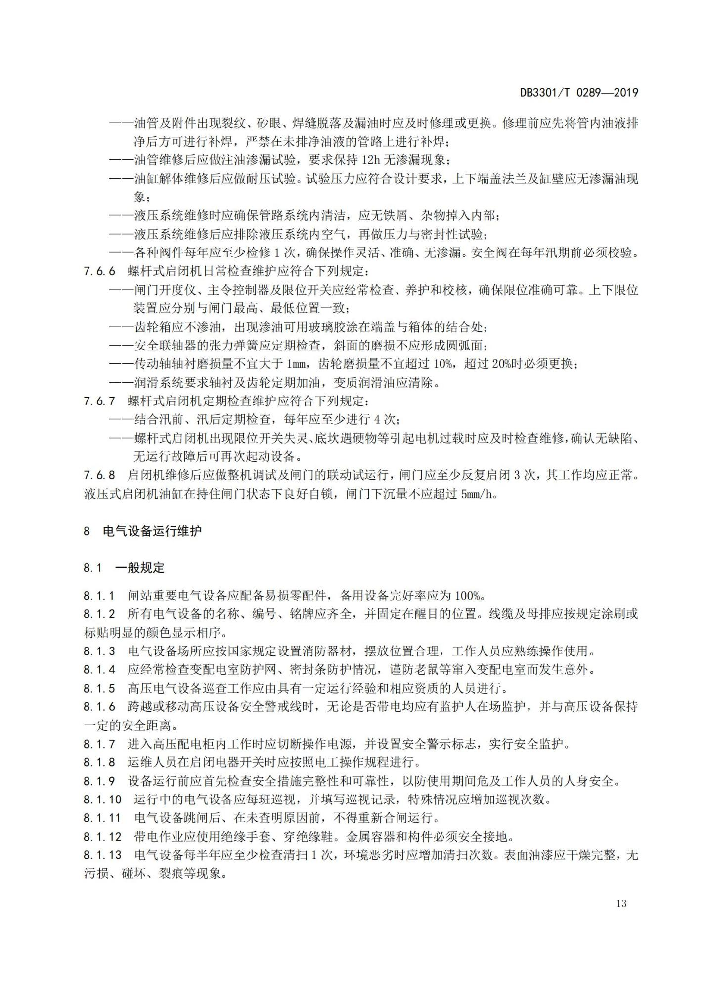 DB3301/T 0289—2019
——油管及附件出现裂纹、砂眼、焊缝脱落及漏油时应及时修理或更换。修理前应先将管内油液排
净后方可进行补焊，严禁在未排净油液的管路上进行补焊；
——油管维修后应做注油渗漏试验，要求保持 12h 无渗漏现象；
——油缸解体维修后应做耐压试验。试验压力应符合设计要求，上下端盖法兰及缸壁应无渗漏油现
象；
——液压系统维修时应确保管路系统内清洁，应无铁屑、杂物掉入内部；
——液压系统维修后应排除液压系统内空气，再做压力与密封性试验；
——各种阀件每年应至少检修 1 次，确保操作灵活、准确、无渗漏。安全阀在每年汛期前必须校验。
7.6.6 螺杆式启闭机日常检查维护应符合下列规定：
——闸门开度仪、主令控制器及限位开关应经常检查、养护和校核，确保限位准确可靠。上下限位
装置应分别与闸门最高、最低位置一致；
——齿轮箱应不渗油，出现渗油可用玻璃胶涂在端盖与箱体的结合处；
——安全联轴器的张力弹簧应定期检查，斜面的磨损不应形成圆弧面；
——传动轴轴衬磨损量不宜大于 1mm，齿轮磨损量不宜超过 10%，超过 20%时必须更换；
——润滑系统要求轴衬及齿轮定期加油，变质润滑油应清除。
7.6.7 螺杆式启闭机定期检查维护应符合下列规定：
——结合汛前、汛后定期检查，每年应至少进行 4 次；
——螺杆式启闭机出现限位开关失灵、底坎遇硬物等引起电机过载时应及时检查维修，确认无缺陷、
无运行故障后可再次起动设备。
7.6.8 启闭机维修后应做整机调试及闸门的联动试运行，闸门应至少反复启闭 3 次，其工作均应正常。
液压式启闭机油缸在持住闸门状态下良好自锁，闸门下沉量不应超过 5mm/h。
8 电气设备运行维护
8.1 一般规定
8.1.1 闸站重要电气设备应配备易损零配件，备用设备完好率应为 100%。
8.1.2 所有电气设备的名称、编号、铭牌应齐全，并固定在醒目的位置。线缆及母排应按规定涂刷或
标贴明显的颜色显示相序。
8.1.3 电气设备场所应按国家规定设置消防器材，摆放位置合理，工作人员应熟练操作使用。
8.1.4 应经常检查变配电室防护网、密封条防护情况，谨防老鼠等窜入变配电室而发生意外。
8.1.5 高压电气设备巡查工作应由具有一定运行经验和相应资质的人员进行。
8.1.6 跨越或移动高压设备安全警戒线时，无论是否带电均应有监护人在场监护，并与高压设备保持
一定的安全距离。
8.1.7 进入高压配电柜内工作时应切断操作电源，并设置安全警示标志，实行安全监护。
8.1.8 运维人员在启闭电器开关时应按照电工操作规程进行。
8.1.9 设备运行前应首先检查安全措施完整性和可靠性，以防使用期间危及工作人员的人身安全。
8.1.10 运行中的电气设备应每班巡视，并填写巡视记录，特殊情况应增加巡视次数。
8.1.11 电气设备跳闸后、在未查明原因前，不得重新合闸运行。
8.1.12 带电作业应使用绝缘手套、穿绝缘鞋。金属容器和构件必须安全接地。
8.1.13 电气设备每半年应至少检查清扫 1 次，环境恶劣时应增加清扫次数。表面油漆应干燥完整，无
污损、碰坏、裂痕等现象。
13